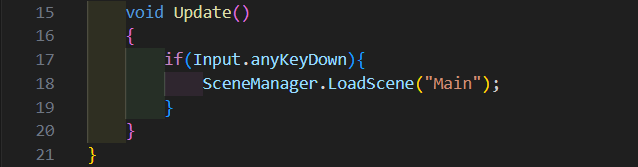 15 void Update()
16 {
17 if(Input.anyKeyDown){
18 SceneManager.LoadScene("Main");
19 }
20 }
21 }